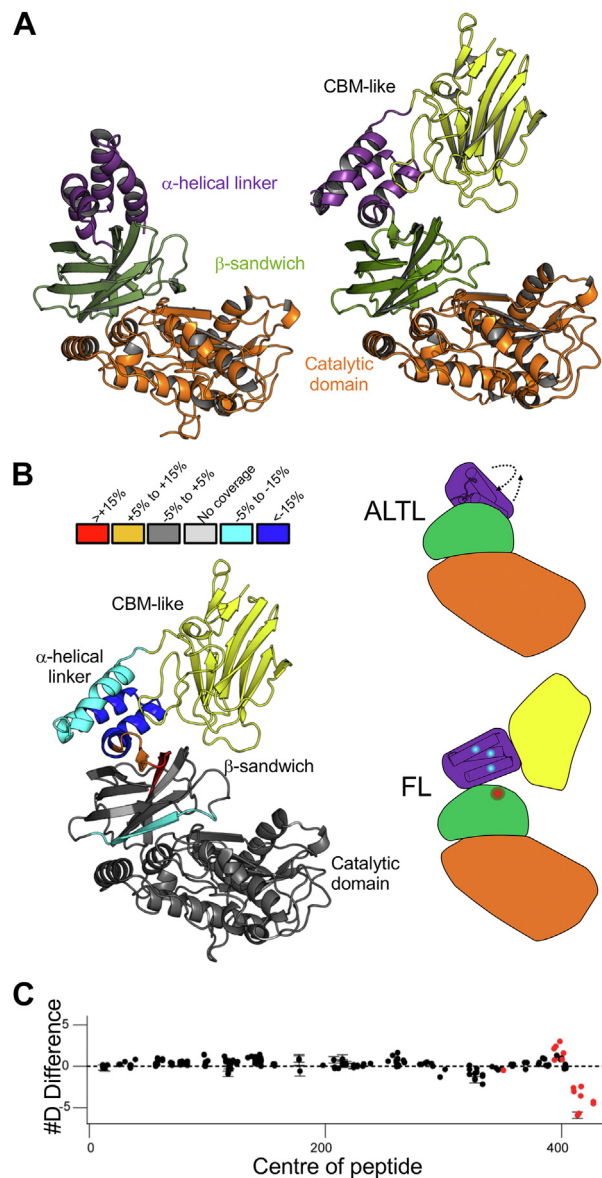 A
CBM-like
α-helical linker
β-sandwich
Catalytic
domain
B
>+15%
+5% to +15%
-5% to +5%
No coverage
-5% to -15%
<-15%
ALTL
CBM-like
α-helical
linker
β-sandwich
FL
Catalytic
domain
C
#D Difference
5
0
-5
0
200
400
Centre of peptide